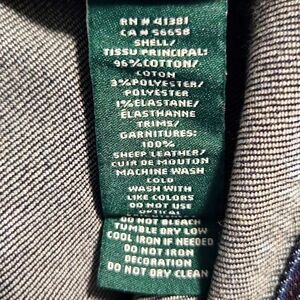 RN # 41381
CA # 56658
SHELL/
TISSU PRINCIPAL:
96% COTTON/
COTON
3% POLYESTER/
POLYESTER
1% ELASTANE/
ELASTHANNE
TRIMS/
GARNITURES:
100%
SHEEP LEATHER/
CUIR DE MOUTON
MACHINE WASH
COLD
WASH WITH
LIKE COLORS
DO NOT USE
OPTICAL
DO NOT BLEACH
TUMBLE DRY LOW
COOL IRON IF NEEDED
DO NOT IRON
DECORATION
DO NOT DRY CLEAN